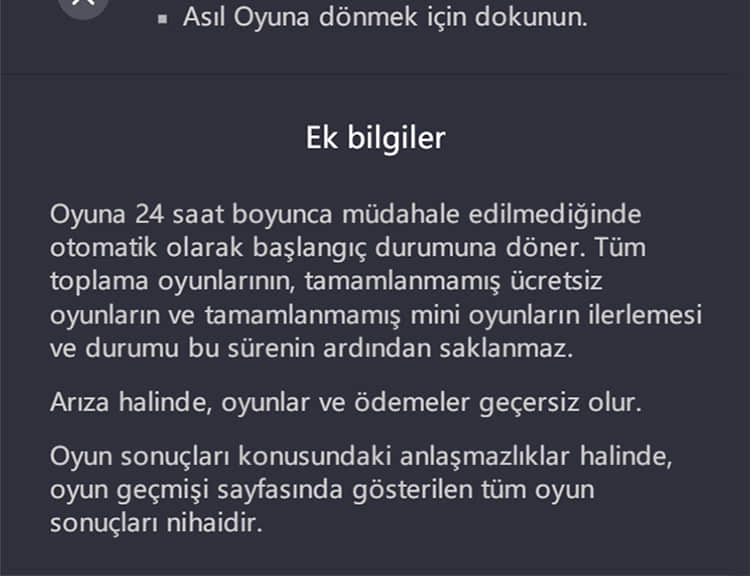 ▪ Asıl Oyuna dönmek için dokunun.
Ek bilgiler
Oyuna 24 saat boyunca müdahale edilmediğinde
otomatik olarak başlangıç durumuna döner. Tüm
toplama oyunlarının, tamamlanmamış ücretsiz
oyunların ve tamamlanmamış mini oyunların ilerlemesi
ve durumu bu sürenin ardından saklanmaz.
Arıza halinde, oyunlar ve ödemeler geçersiz olur.
Oyun sonuçları konusundaki anlaşmazlıklar halinde,
oyun geçmişi sayfasında gösterilen tüm oyun
sonuçları nihaidir.